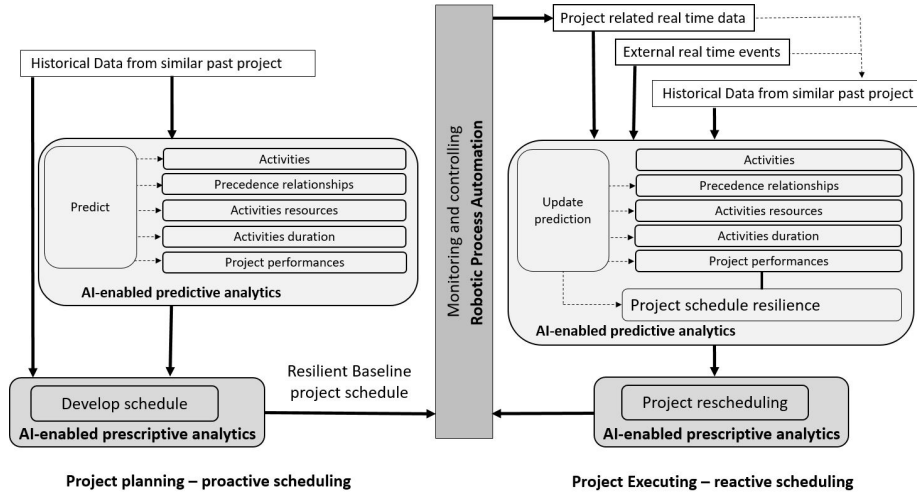 Historical Data from similar past project
Predict
Activities
Precedence relationships
Activities resources
Activities duration
Project performances
AI-enabled predictive analytics
Develop schedule
AI-enabled prescriptive analytics
Resilient Baseline
project schedule
Project planning – proactive scheduling
Monitoring and controlling
Robotic Process Automation
Project related real time data
External real time events
Historical Data from similar past project
Update
prediction
Activities
Precedence relationships
Activities resources
Activities duration
Project performances
Project schedule resilience
AI-enabled predictive analytics
Project rescheduling
AI-enabled prescriptive analytics
Project Executing – reactive scheduling